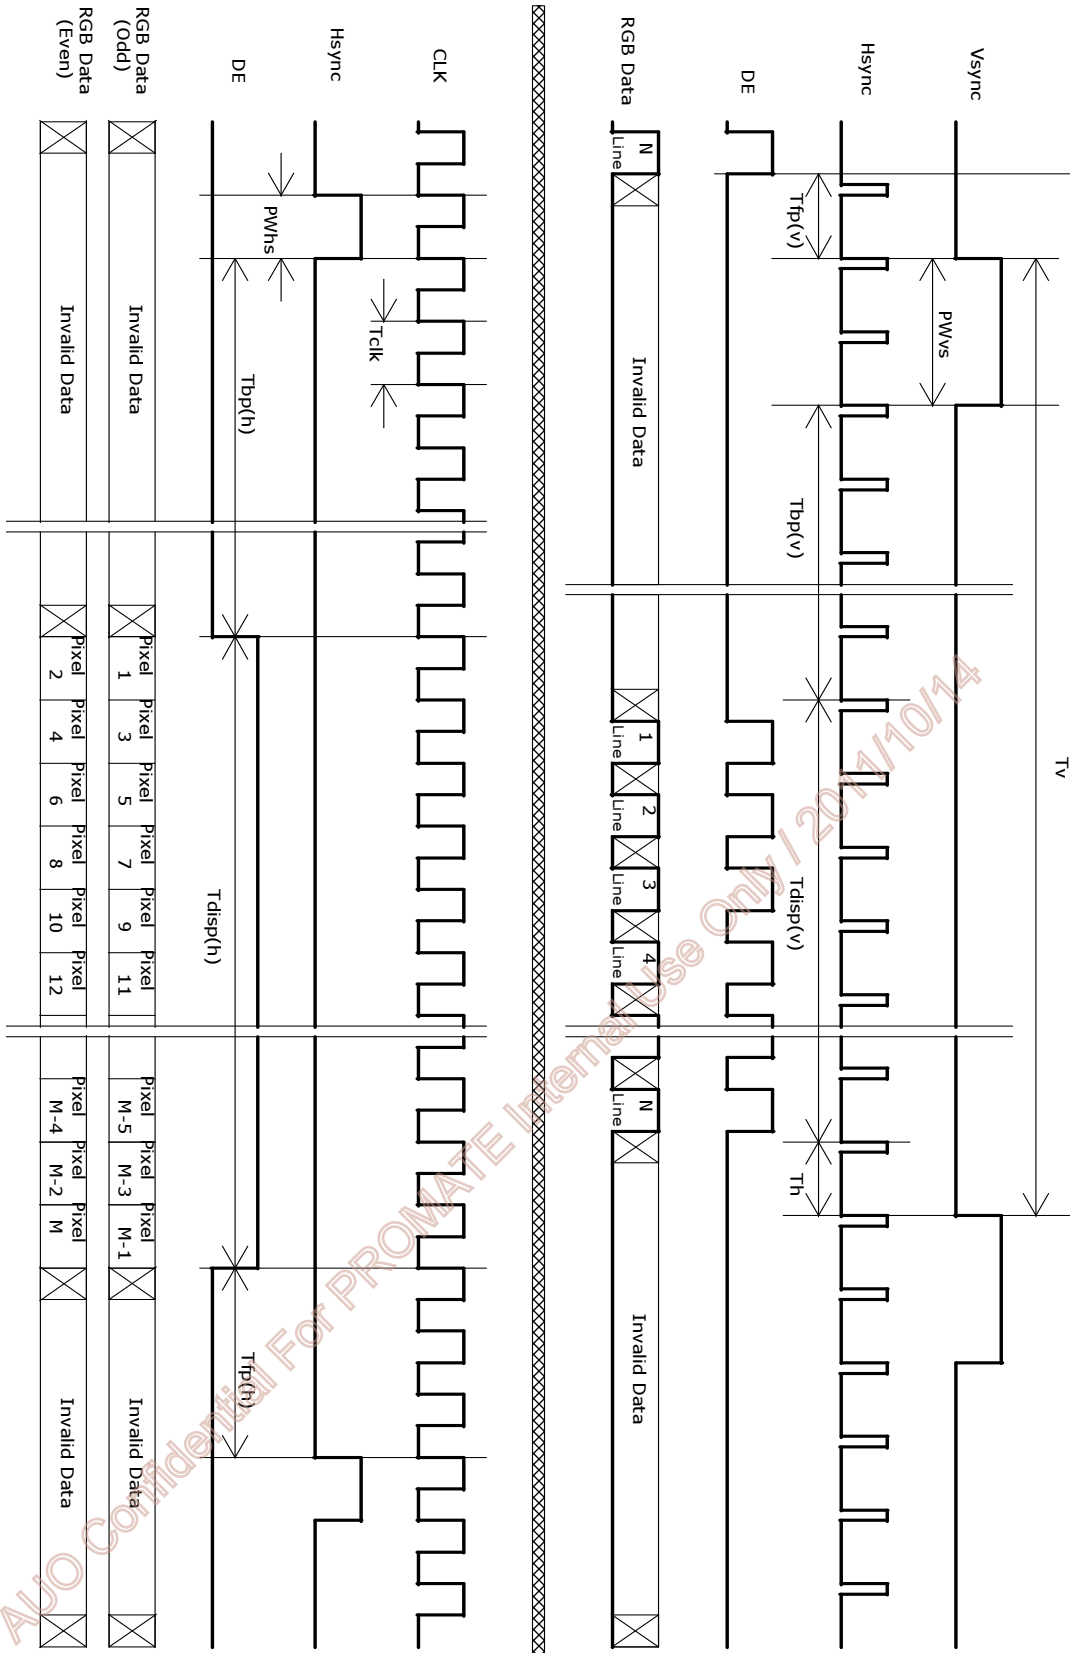 Vsync
Tv
PWvs
Hsync
Tfp(v)
Tbp(v)
Tdisp(v)
Th
DE
RGB Data
N
Line
Invalid Data
1
Line
2
Line
3
Line
4
Line
N
Line
Invalid Data
CLK
Tclk
Hsync
PWhs
DE
Tbp(h)
Tdisp(h)
Tfp(h)
RGB Data
(Odd)
Invalid Data
Pixel
1
Pixel
3
Pixel
5
Pixel
7
Pixel
9
Pixel
11
Pixel
M-5
Pixel
M-3
Pixel
M-1
Invalid Data
RGB Data
(Even)
Invalid Data
Pixel
2
Pixel
4
Pixel
6
Pixel
8
Pixel
10
Pixel
12
Pixel
M-4
Pixel
M-2
Pixel
M
Invalid Data
AUO Confidential For PROMATE Internal Use Only / 2011/10/14